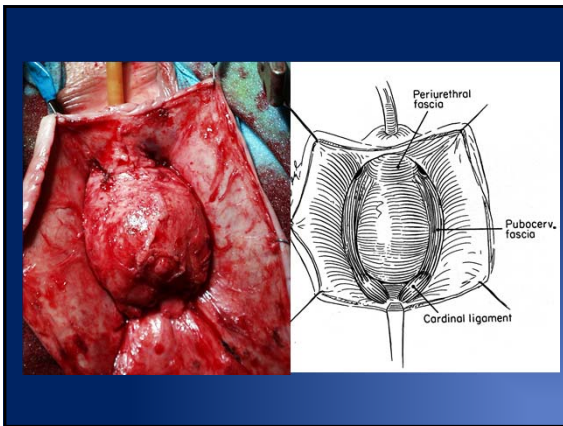 Periurethral
fascia
Pubocerv.
fascia
Cardinal ligament